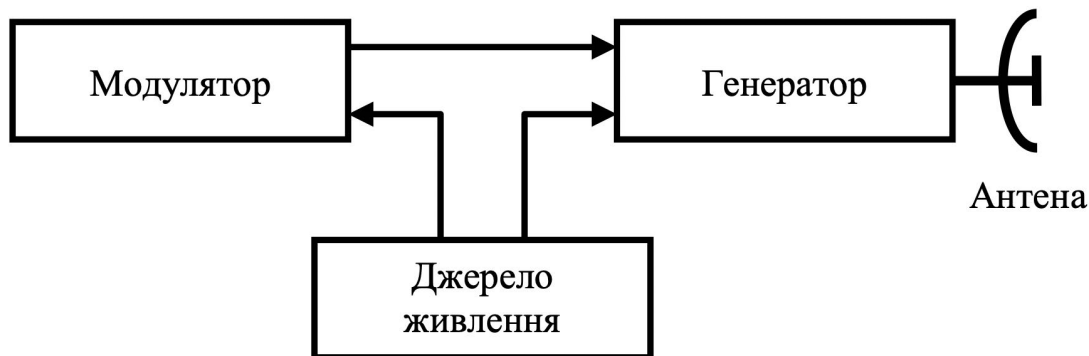 Модулятор
Генератор
Антена
Джерело
живлення